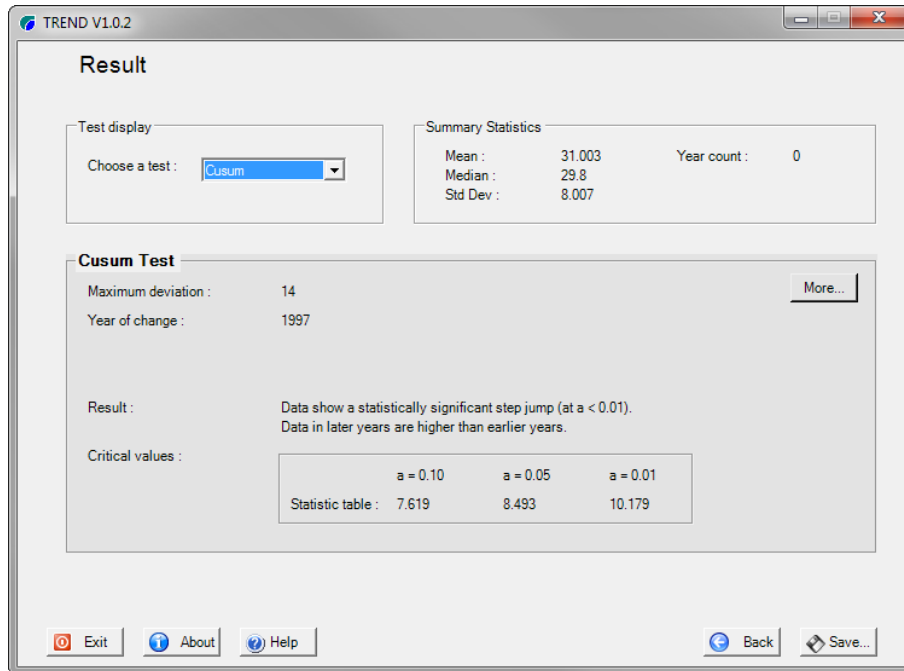 TREND V1.0.2
Result
Test display
Choose a test :
Cusum
Summary Statistics
Mean : 31.003 Year count : 0
Median : 29.8
Std Dev : 8.007
Cusum Test
Maximum deviation : 14
More...
Year of change : 1997
Result : Data show a statistically significant step jump (at a < 0.01).
Data in later years are higher than earlier years.
Critical values :
a = 0.10 a = 0.05 a = 0.01
Statistic table : 7.619 8.493 10.179
Exit About Help Back Save...